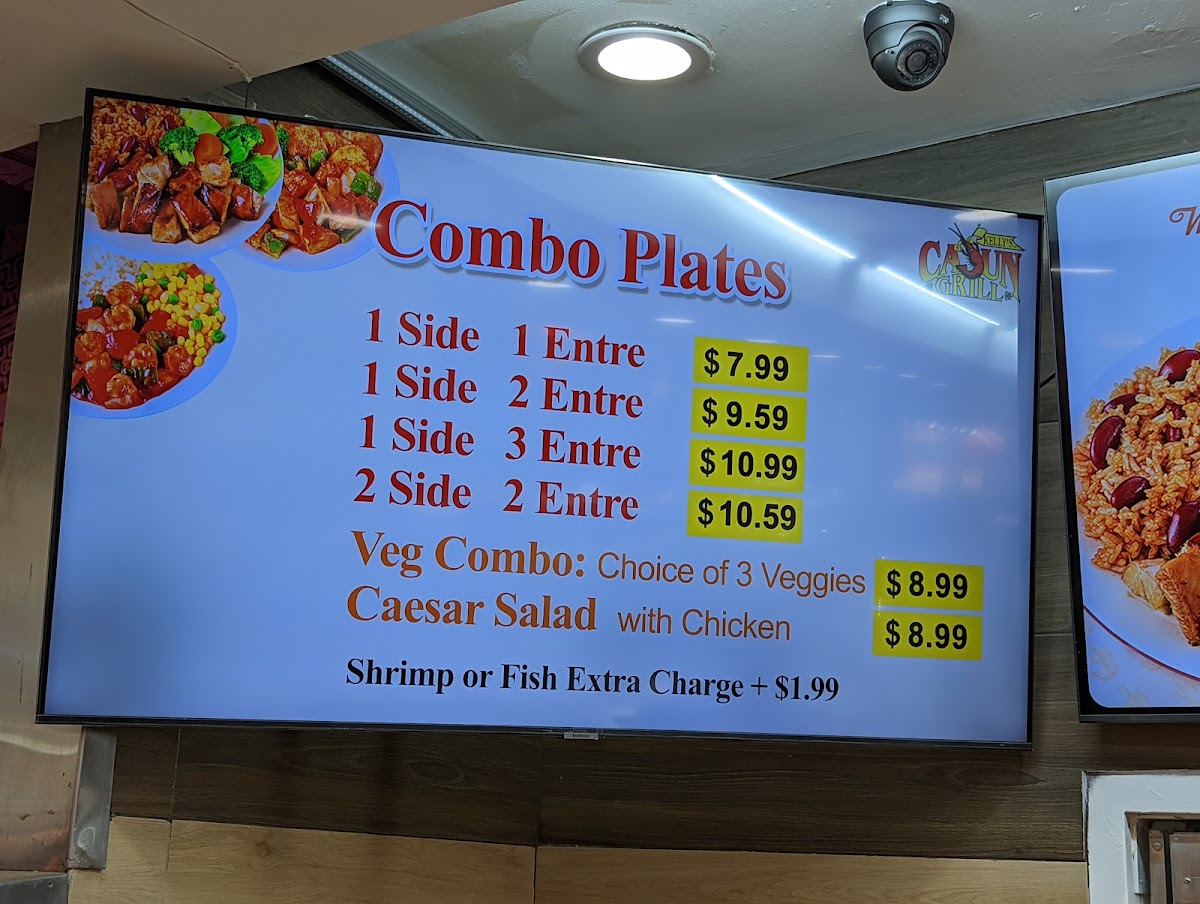 Combo Plates
KELLY'S
CAJUN
GRILL
1 Side 1 Entre $7.99
1 Side 2 Entre $9.59
1 Side 3 Entre $10.99
2 Side 2 Entre $10.59
Veg Combo: Choice of 3 Veggies $8.99
Caesar Salad with Chicken $8.99
Shrimp or Fish Extra Charge + $1.99